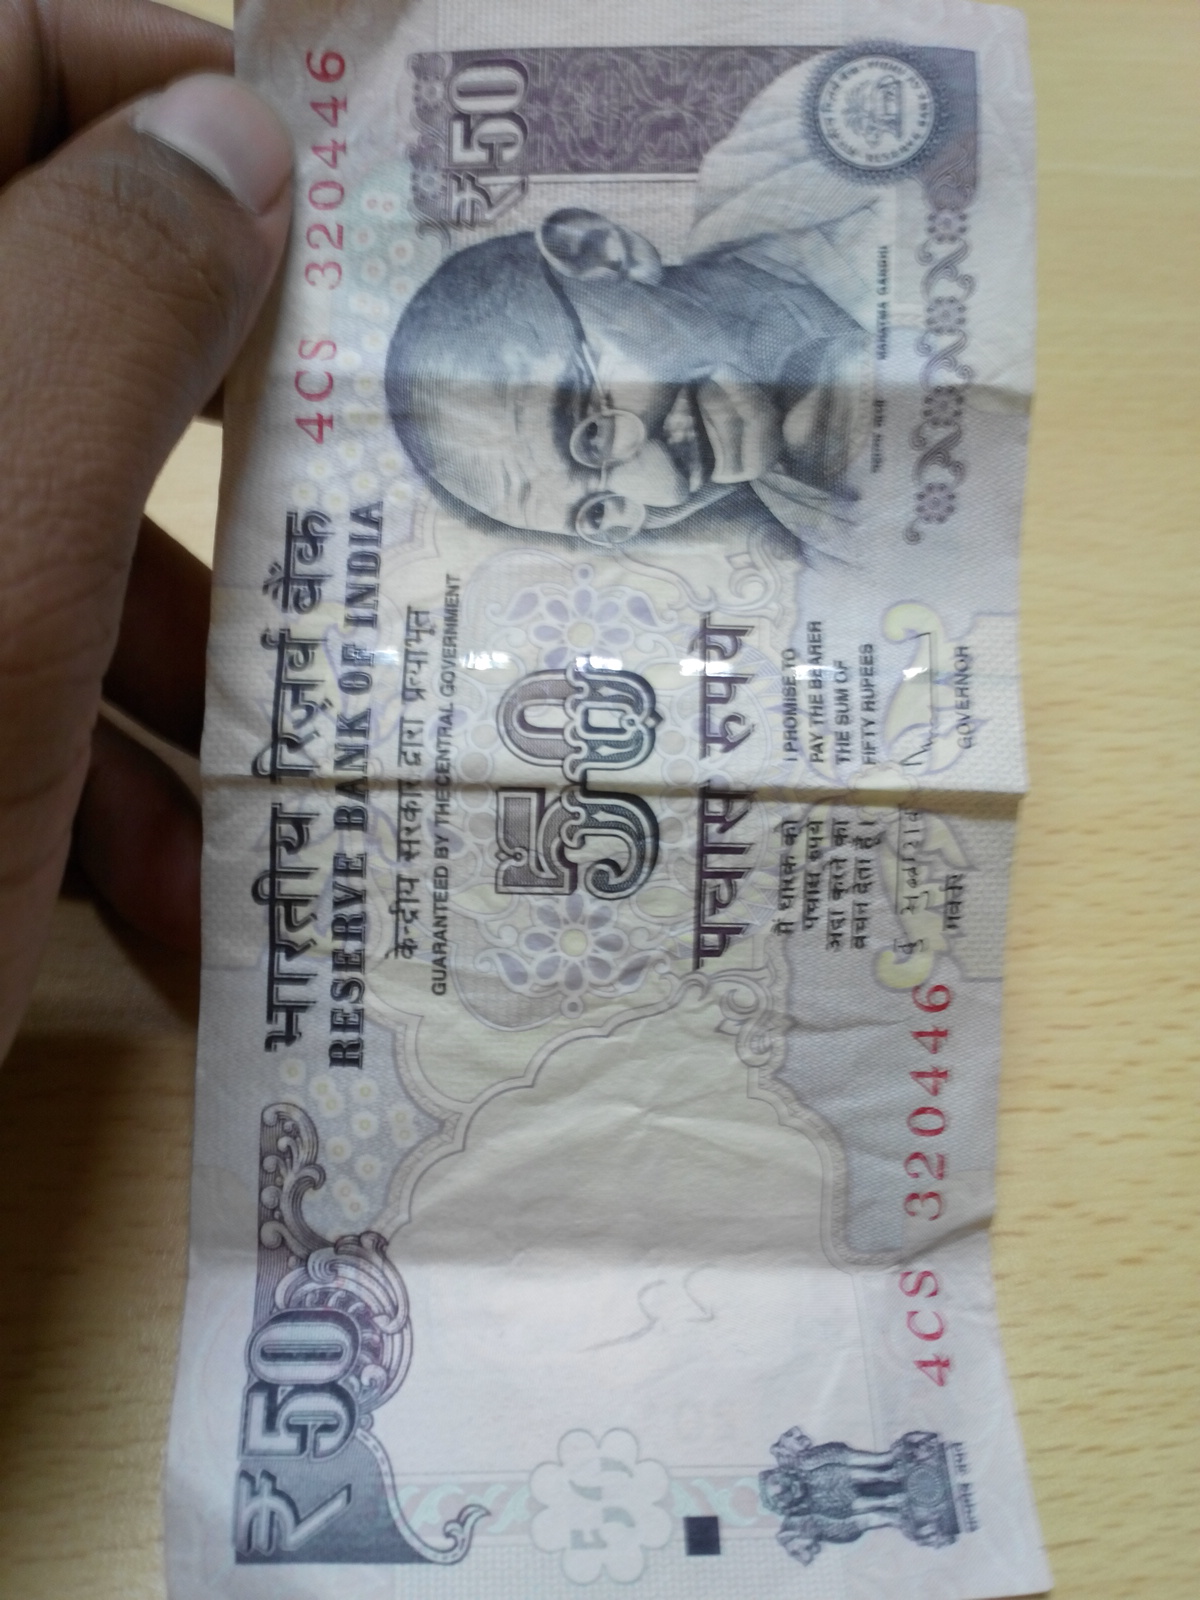 भारतीय रिज़र्व बैंक
RESERVE BANK OF INDIA
केन्द्रीय सरकार द्वारा प्रत्याभूत
GUARANTEED BY THE CENTRAL GOVERNMENT
4CS 320446
₹50
₹50
50
५०
पचास रुपये
मैं धारक को
पचास रुपये
अदा करने का
वचन देता हूँ।
गवर्नर
I PROMISE TO
PAY THE BEARER
THE SUM OF
FIFTY RUPEES
GOVERNOR
महात्मा गांधी
MAHATMA GANDHI
4CS 320446
सत्यमेव जयते